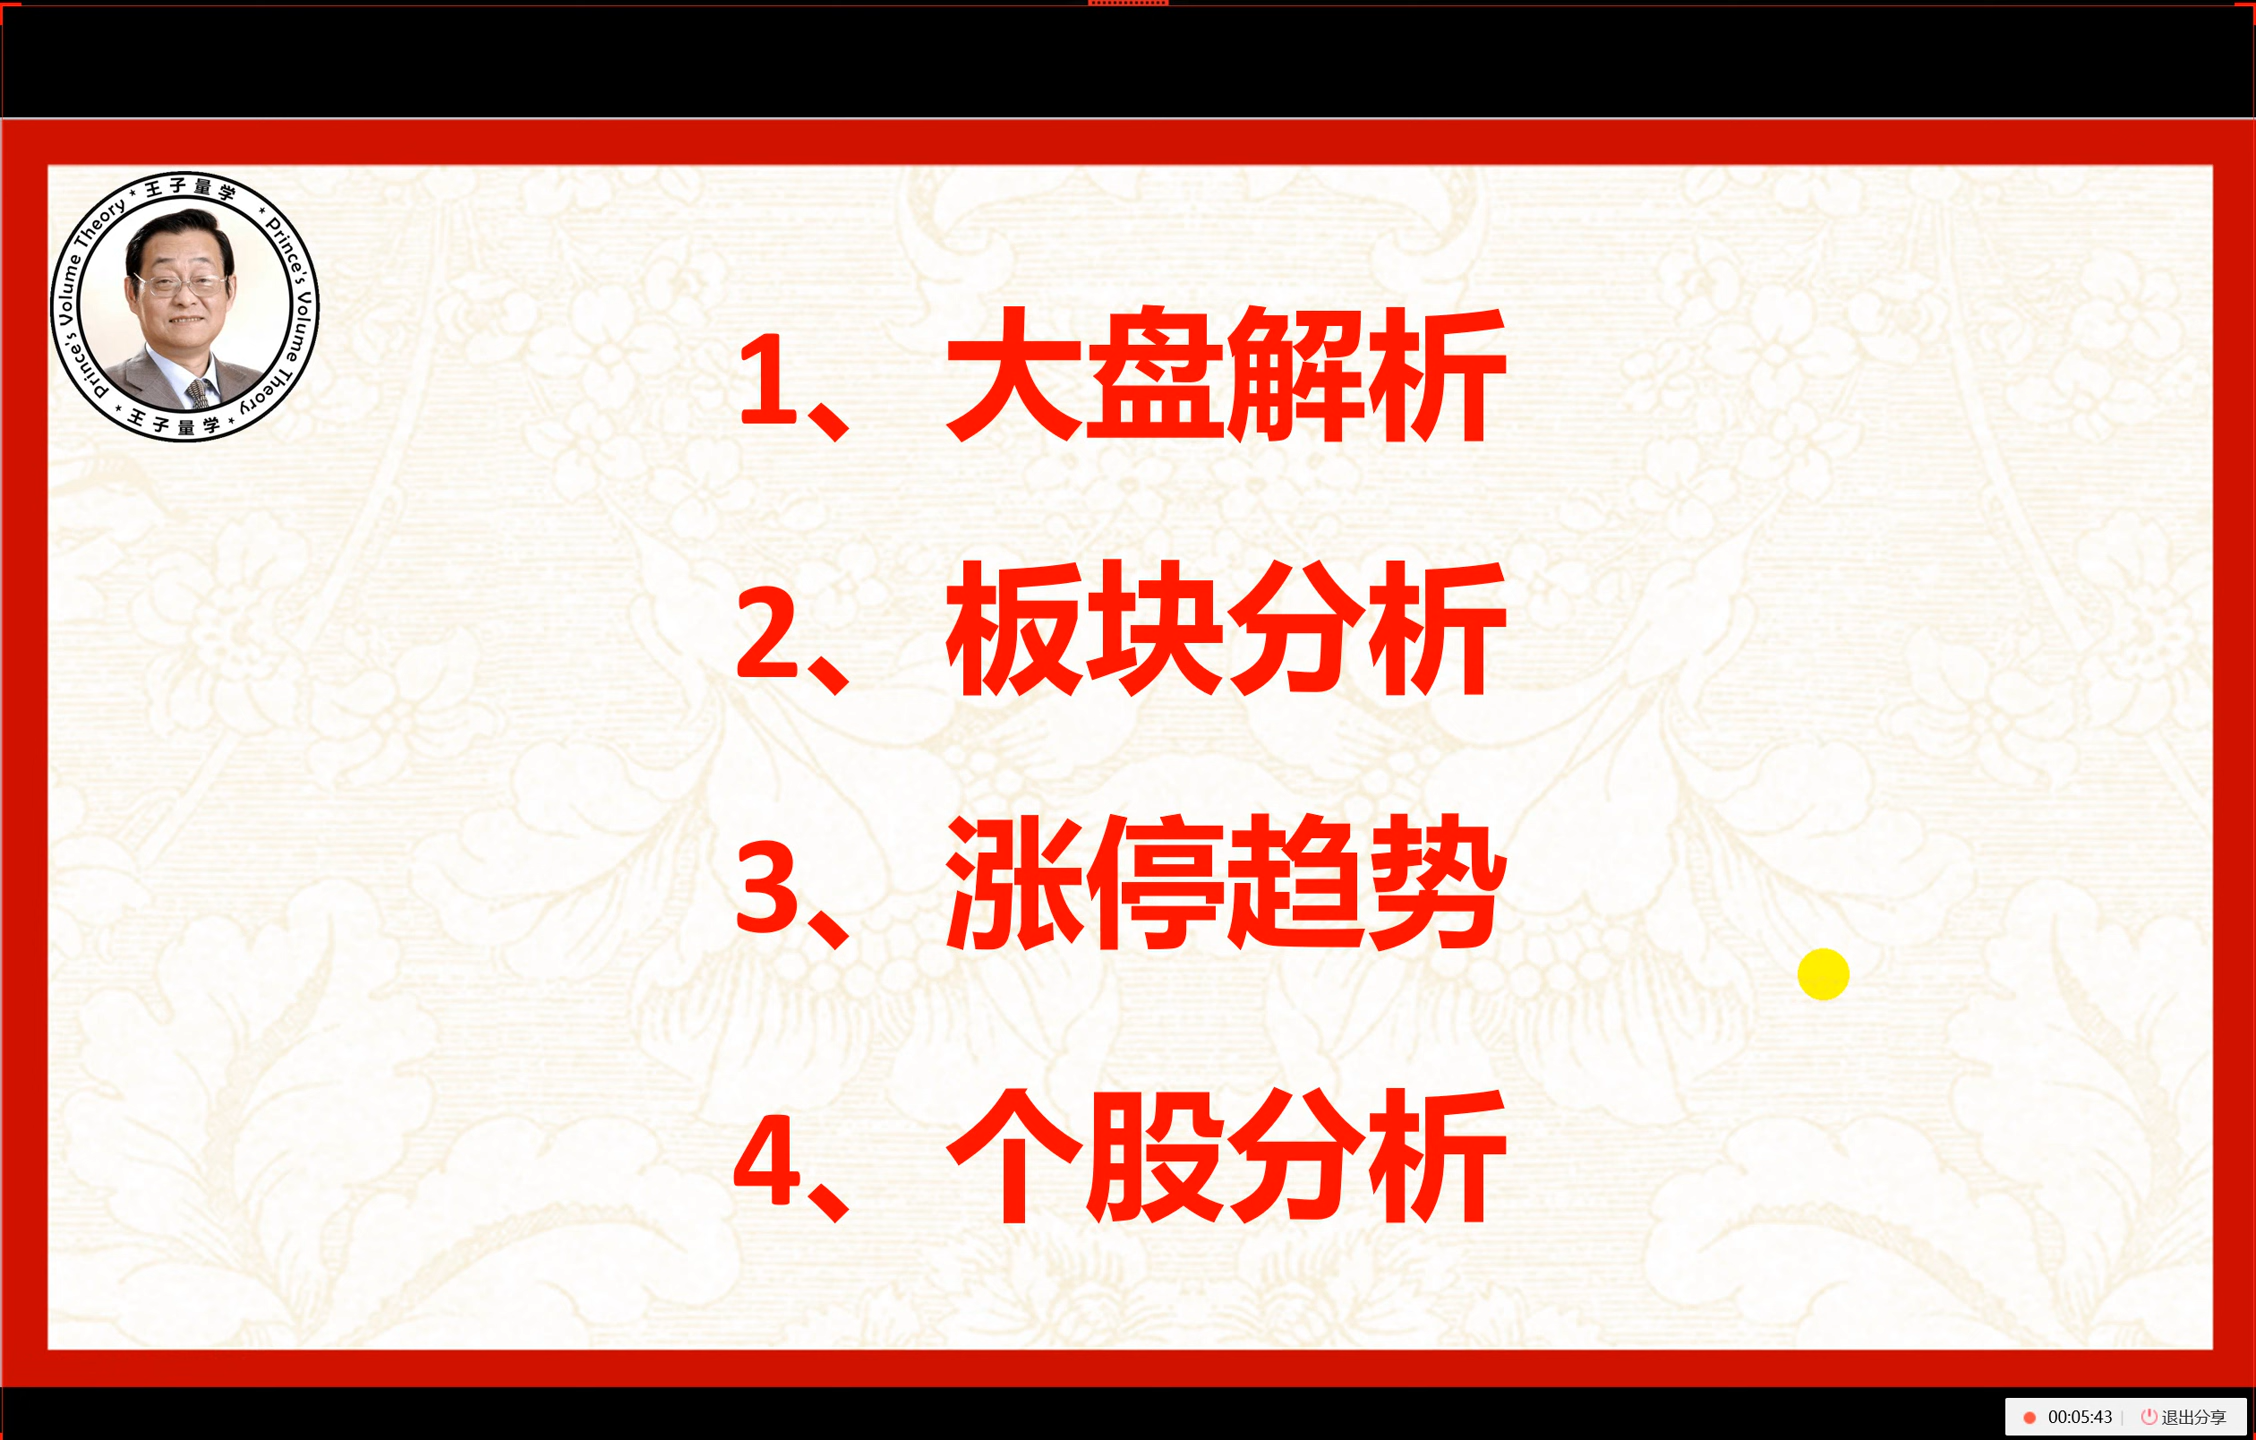 * 王子量学 * Prince's Volume Theory * 王子量学 * Prince's Volume Theory
1、大盘解析
2、板块分析
3、涨停趋势
4、个股分析
00:05:43 | 退出分享